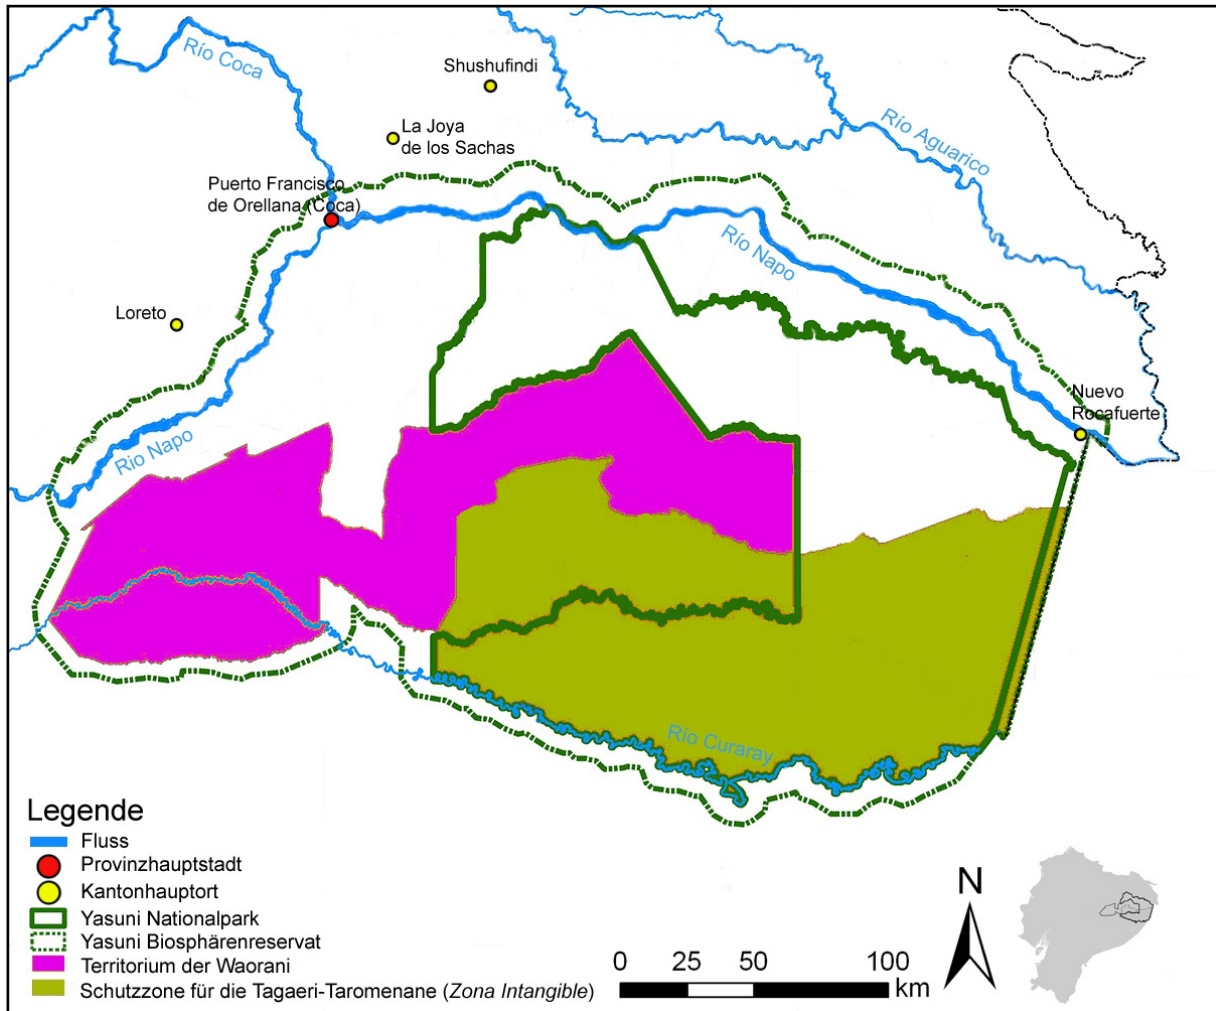 Río Coca
Shushufindi
La Joya
de los Sachas
Río Aguarico
Puerto Francisco
de Orellana (Coca)
Río Napo
Loreto
Nuevo
Rocafuerte
Río Napo
Río Curaray
Legende
Fluss
Provinzhauptstadt
Kantonhauptort
Yasuni Nationalpark
Yasuni Biosphärenreservat
Territorium der Waorani
Schutzzone für die Tagaeri-Taromenane (Zona Intangible)
0 25 50 100
km
N